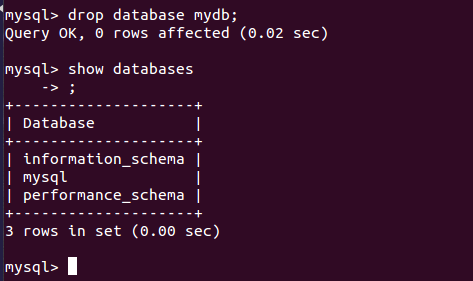 mysql> drop database mydb;
Query OK, 0 rows affected (0.02 sec)
mysql> show databases
    -> ;
+--------------------+
| Database           |
+--------------------+
| information_schema |
| mysql              |
| performance_schema |
+--------------------+
3 rows in set (0.00 sec)
mysql>